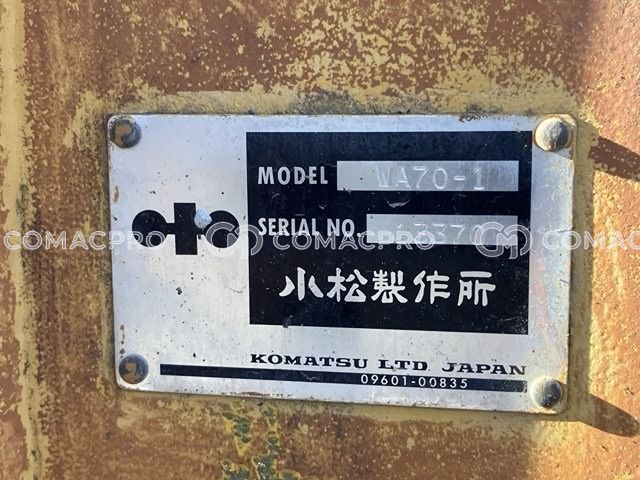 MODEL WA70-1
SERIAL NO.
小松製作所
KOMATSU LTD. JAPAN
09601-00835
COMACPRO COMACPRO COMACPRO